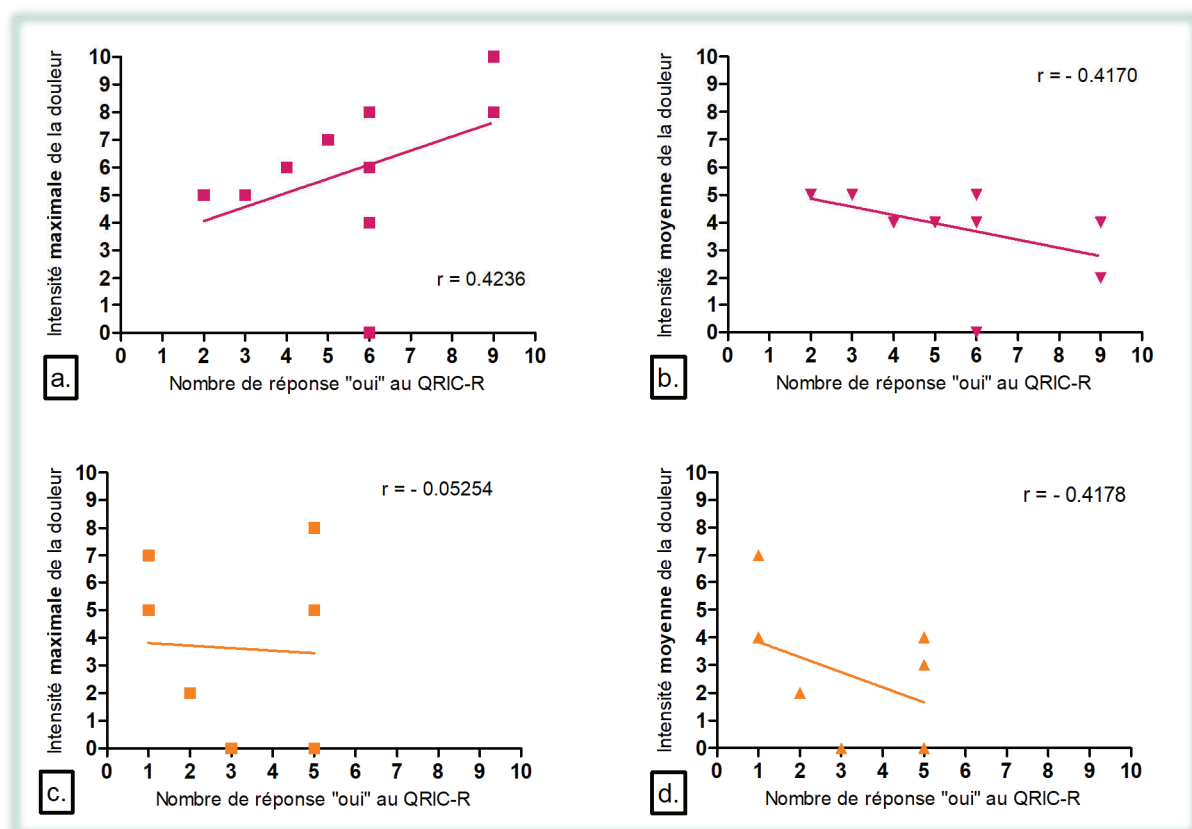 10
9
8
7
6
5
4
3
2
1
0
Intensité maximale de la douleur
r = 0.4236
0 1 2 3 4 5 6 7 8 9 10
Nombre de réponse "oui" au QRIC-R
a.
10
9
8
7
6
5
4
3
2
1
0
Intensité moyenne de la douleur
r = - 0.4170
0 1 2 3 4 5 6 7 8 9 10
Nombre de réponse "oui" au QRIC-R
b.
10
9
8
7
6
5
4
3
2
1
0
Intensité maximale de la douleur
r = - 0.05254
0 1 2 3 4 5 6 7 8 9 10
Nombre de réponse "oui" au QRIC-R
c.
10
9
8
7
6
5
4
3
2
1
0
Intensité moyenne de la douleur
r = - 0.4178
0 1 2 3 4 5 6 7 8 9 10
Nombre de réponse "oui" au QRIC-R
d.